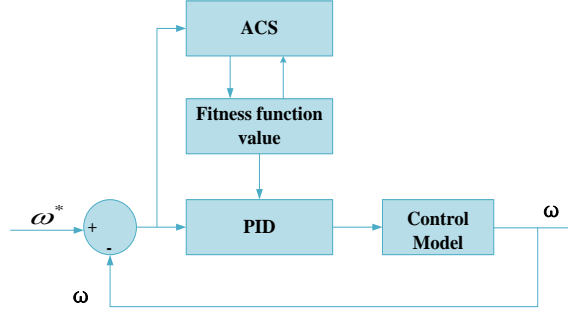 ACS
Fitness function
value
ω*
+
-
PID
Control
Model
ω
ω